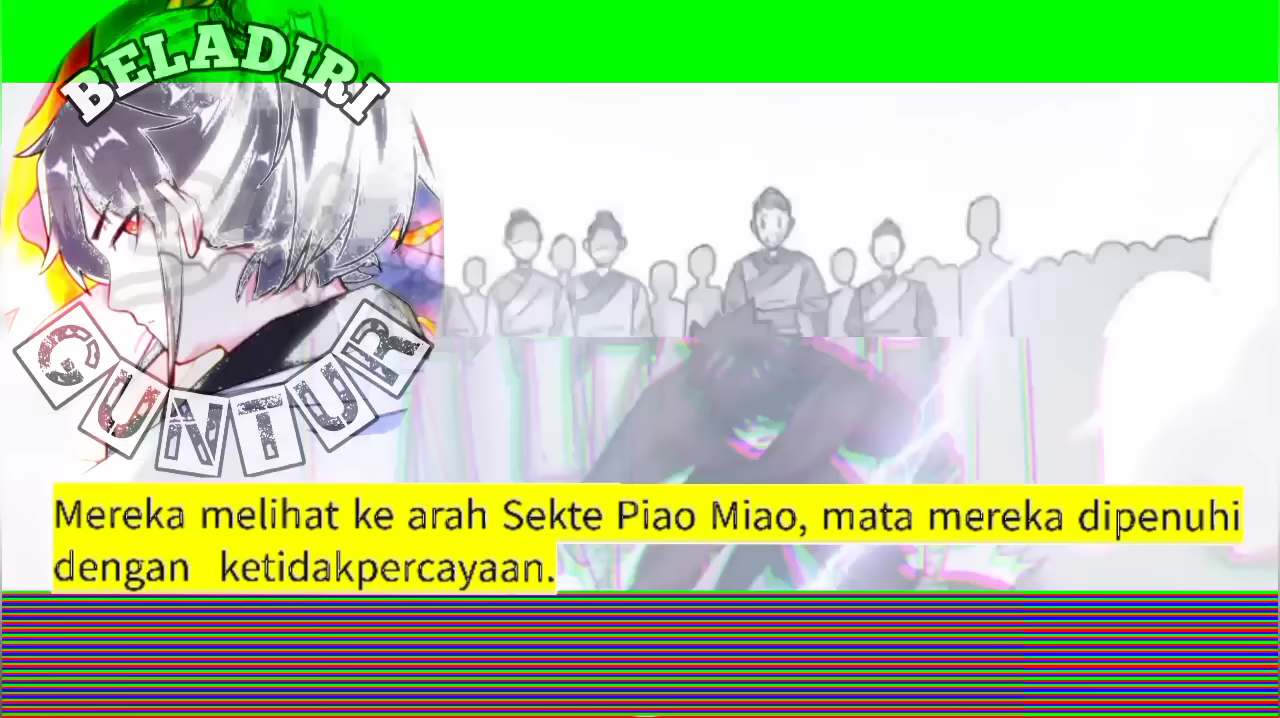 BELADIRI
GUNTUR
Mereka melihat ke arah Sekte Piao Miao, mata mereka dipenuhi
dengan ketidakpercayaan.